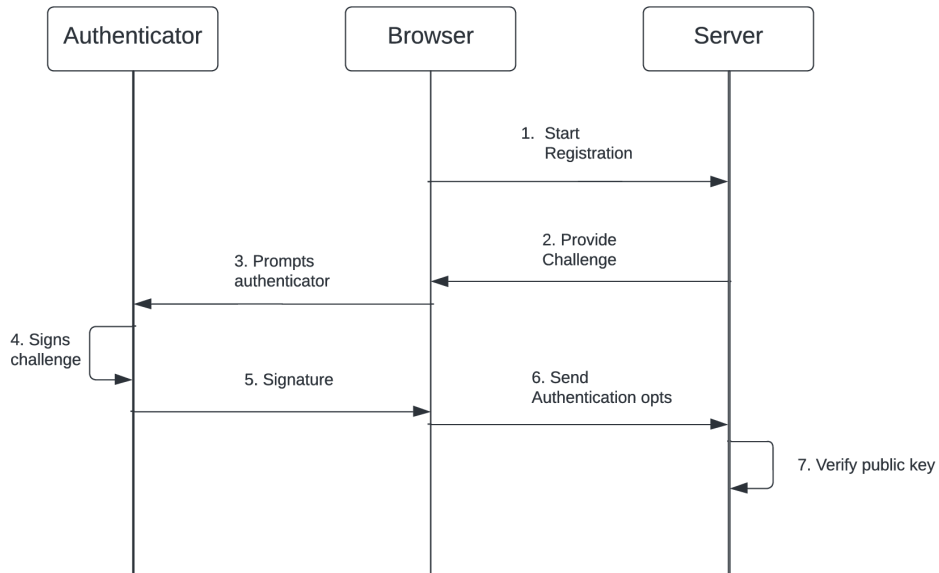 Authenticator
Browser
Server
1. Start
Registration
2. Provide
Challenge
3. Prompts
authenticator
4. Signs
challenge
5. Signature
6. Send
Authentication opts
7. Verify public key